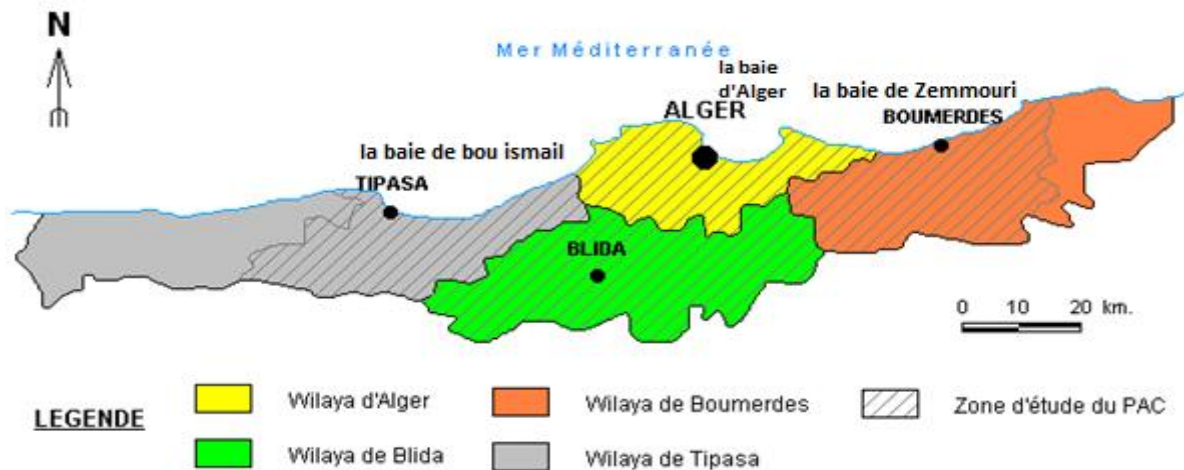 N
Mer Méditerranée
la baie
d'Alger
la baie de Zemmouri
ALGER
BOUMERDES
la baie de bou ismail
TIPASA
BLIDA
0 10 20 km.
LEGENDE
Wilaya d'Alger
Wilaya de Boumerdes
Zone d'étude du PAC
Wilaya de Blida
Wilaya de Tipasa